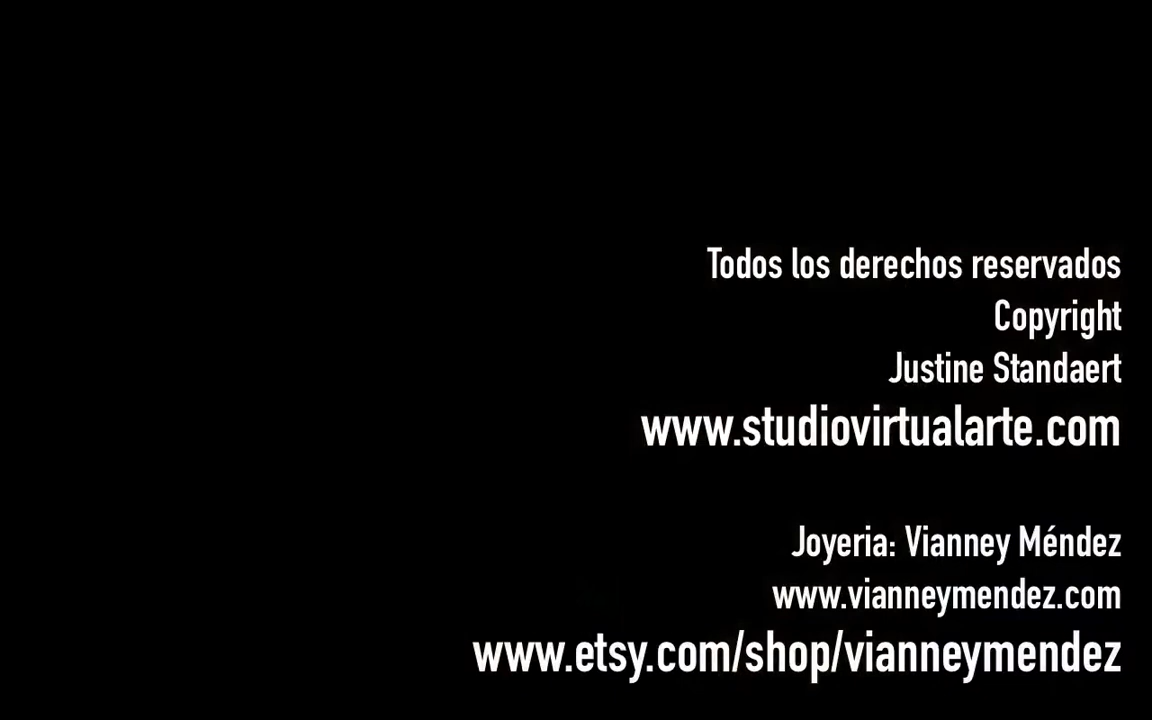 Todos los derechos reservados
Copyright
Justine Standaert
www.studiovirtualarte.com
Joyeria: Vianney Méndez
www.vianneymendez.com
www.etsy.com/shop/vianneymendez